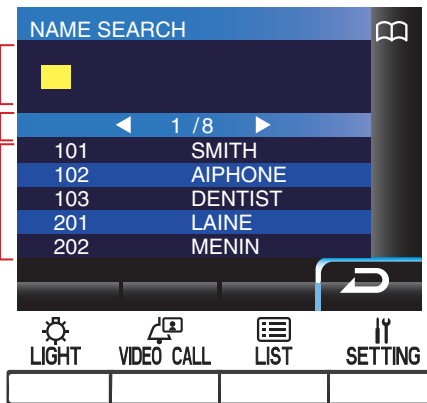 NAME SEARCH
1 /8
101 SMITH
102 AIPHONE
103 DENTIST
201 LAINE
202 MENIN
LIGHT VIDEO CALL LIST SETTING